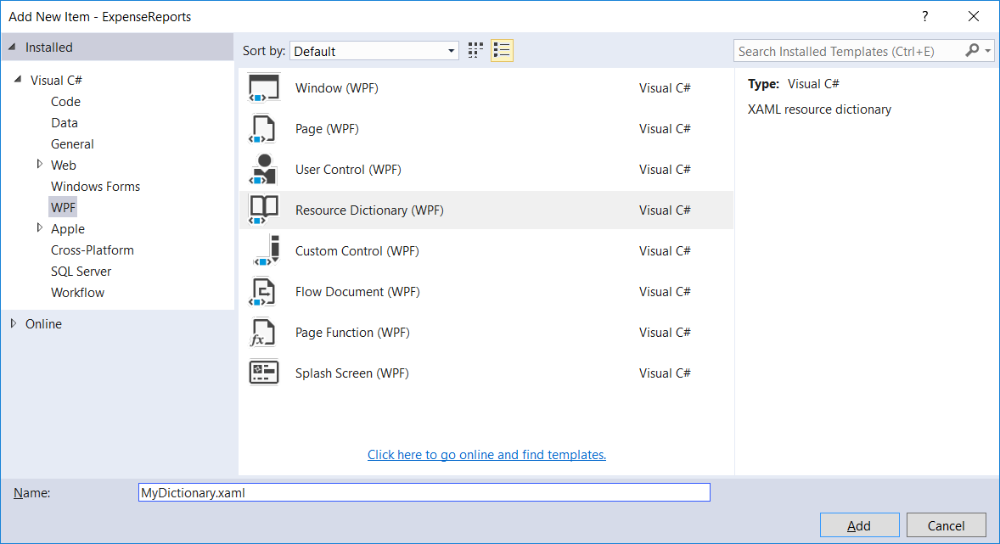 Add New Item - ExpenseReports
?
Installed
Sort by: Default
Search Installed Templates (Ctrl+E)
Visual C#
Code
Data
General
Web
Windows Forms
WPF
Apple
Cross-Platform
SQL Server
Workflow
Online
Window (WPF) Visual C#
Page (WPF) Visual C#
User Control (WPF) Visual C#
Resource Dictionary (WPF) Visual C#
Custom Control (WPF) Visual C#
Flow Document (WPF) Visual C#
Page Function (WPF) Visual C#
Splash Screen (WPF) Visual C#
Click here to go online and find templates.
Type: Visual C#
XAML resource dictionary
Name: MyDictionary.xaml
Add Cancel